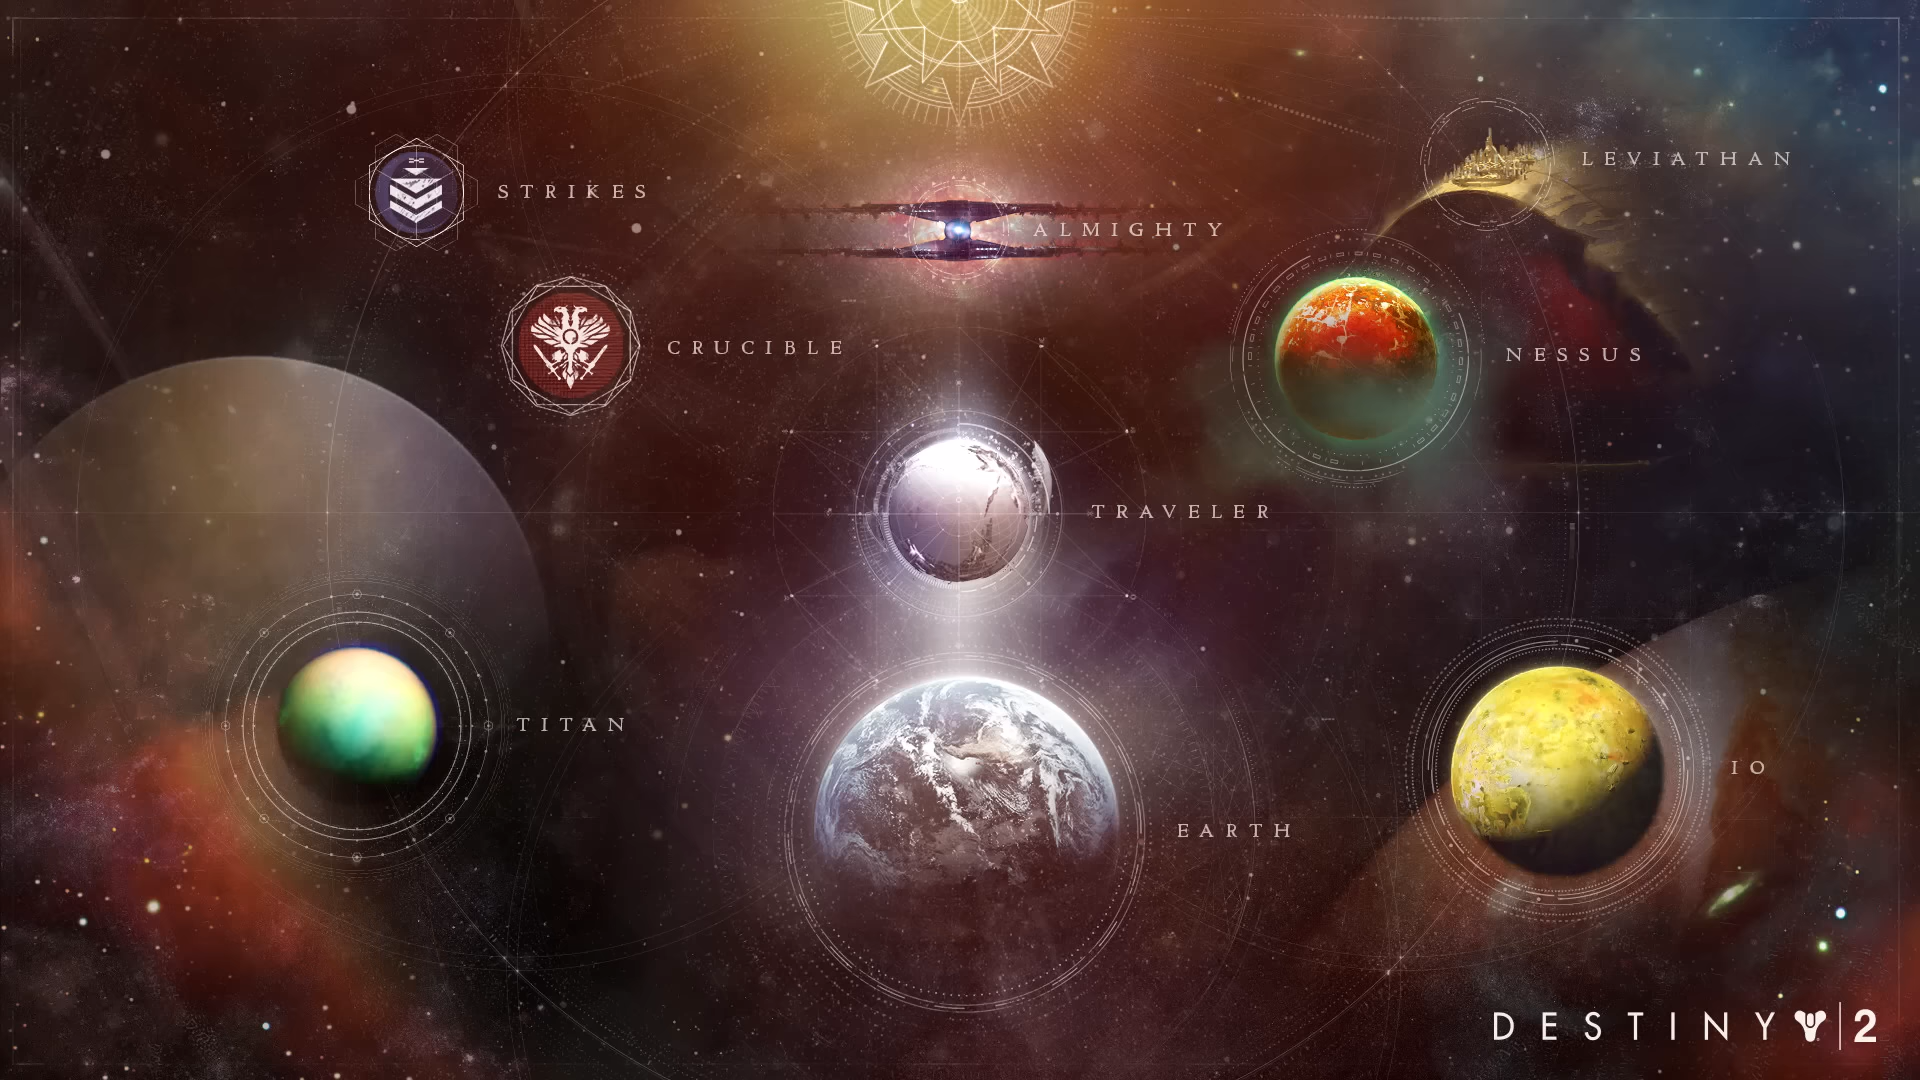 LEVIATHAN
STRIKES
ALMIGHTY
CRUCIBLE
NESSUS
TRAVELER
TITAN
IO
EARTH
DESTINY 2